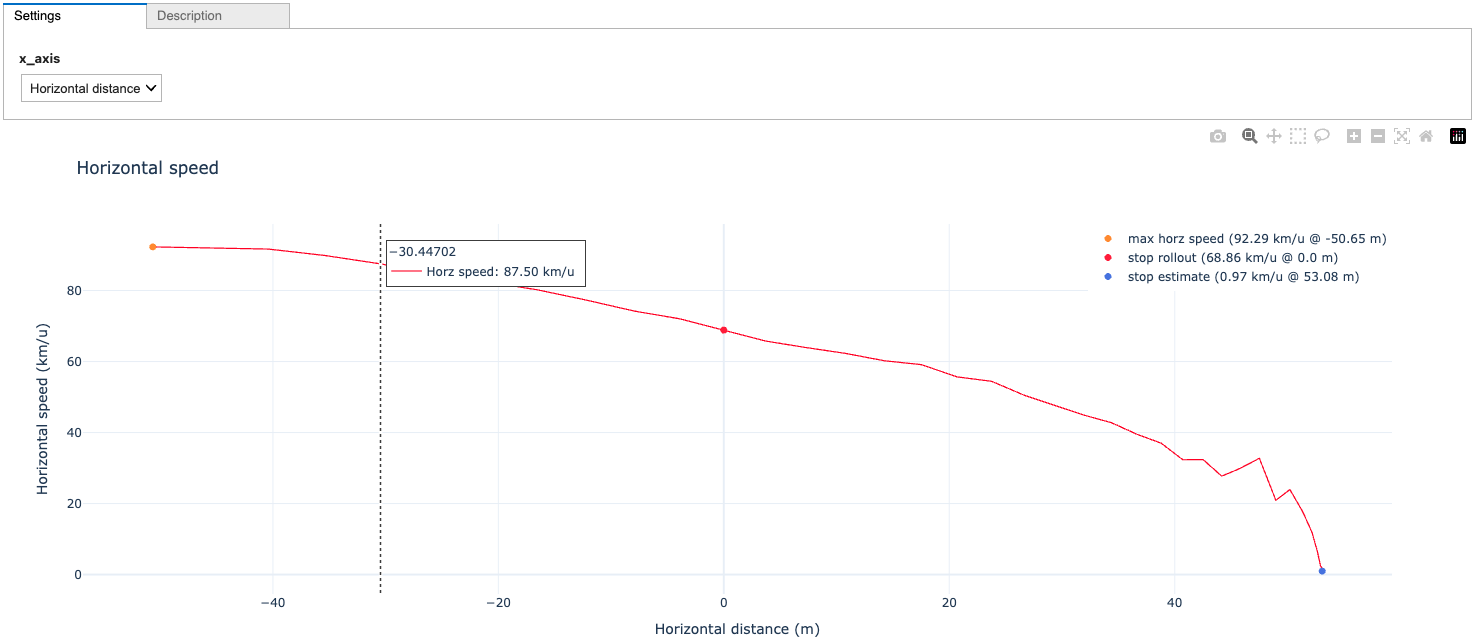 Settings
Description
x_axis
Horizontal distance
Horizontal speed
−30.44702
Horz speed: 87.50 km/u
max horz speed (92.29 km/u @ -50.65 m)
stop rollout (68.86 km/u @ 0.0 m)
stop estimate (0.97 km/u @ 53.08 m)
Horizontal speed (km/u)
80
60
40
20
0
−40
−20
0
20
40
Horizontal distance (m)